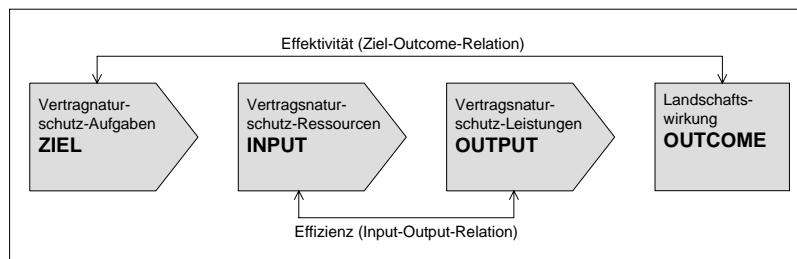 Effektivität (Ziel-Outcome-Relation)
Vertragnatur-
schutz-Aufgaben
ZIEL
Vertragsnatur-
schutz-Ressourcen
INPUT
Vertragsnatur-
schutz-Leistungen
OUTPUT
Landschafts-
wirkung
OUTCOME
Effizienz (Input-Output-Relation)